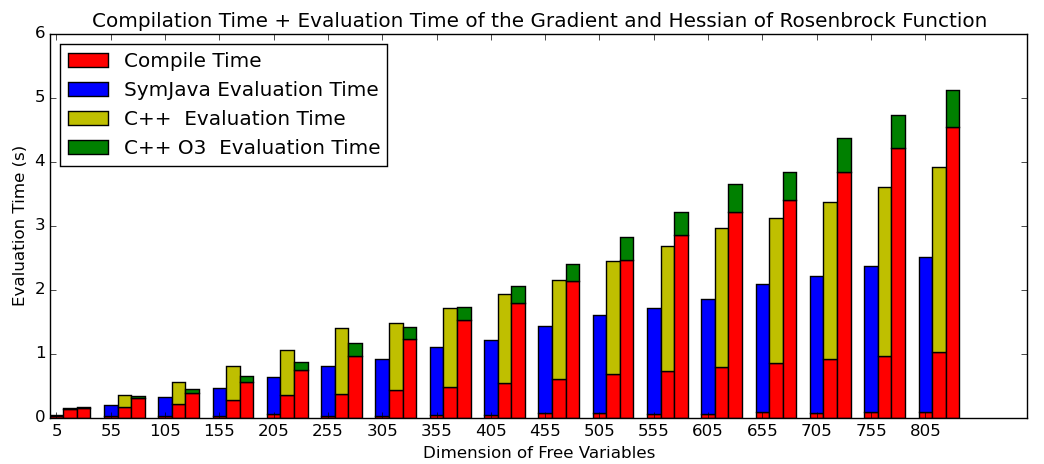 Compilation Time + Evaluation Time of the Gradient and Hessian of Rosenbrock Function
Compile Time
SymJava Evaluation Time
C++  Evaluation Time
C++ O3  Evaluation Time
Evaluation Time (s)
6
5
4
3
2
1
0
5 55 105 155 205 255 305 355 405 455 505 555 605 655 705 755 805
Dimension of Free Variables